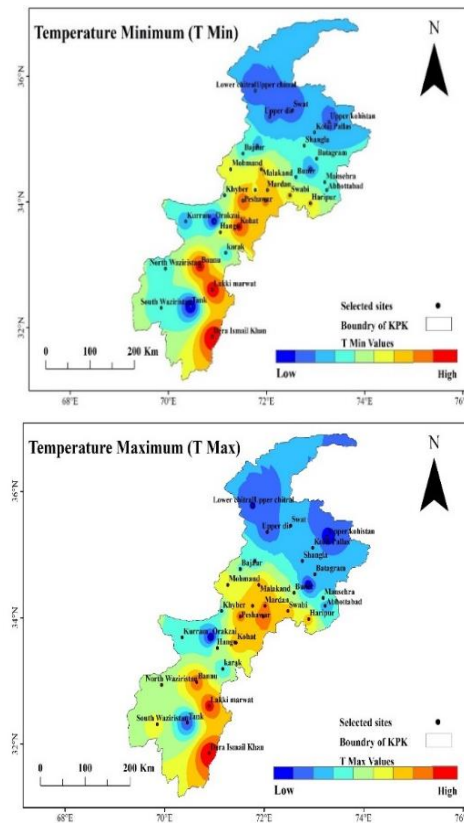 Temperature Minimum (T Min)
N
36°N
34°N
32°N
Lower chitral
Upper chitral
Swat
Upper dir
Upper kohistan
Kolai Pallas
Shangla
Batagram
Bajaur
Mohmand
Malakand
Buner
Mansehra
Abbottabad
Khyber
Mardan
Swabi
Haripur
Peshawar
Kurram
Orakzai
Hangu
Kohat
karak
North Waziristan
Bannu
Lakki marwat
South Waziristan
Tank
Dera Ismail Khan
Selected sites
Boundry of KPK
T Min Values
Low
High
0
100
200 Km
68°E
70°E
72°E
74°E
76°
Temperature Maximum (T Max)
N
36°N
34°N
32°N
Lower chitral
Upper chitral
Swat
Upper dir
Upper kohistan
Kolai Pallas
Shangla
Batagram
Bajaur
Mohmand
Malakand
Mansehra
Abbottabad
Khyber
Mardan
Swabi
Haripur
Peshawar
Kurram
Orakzai
Hangu
Kohat
karak
North Waziristan
Bannu
Lakki marwat
South Waziristan
Tank
Dara Ismail Khan
Selected sites
Boundry of KPK
T Max Values
Low
High
0
100
200 Km
68°E
70°E
72°E
74°E
76°